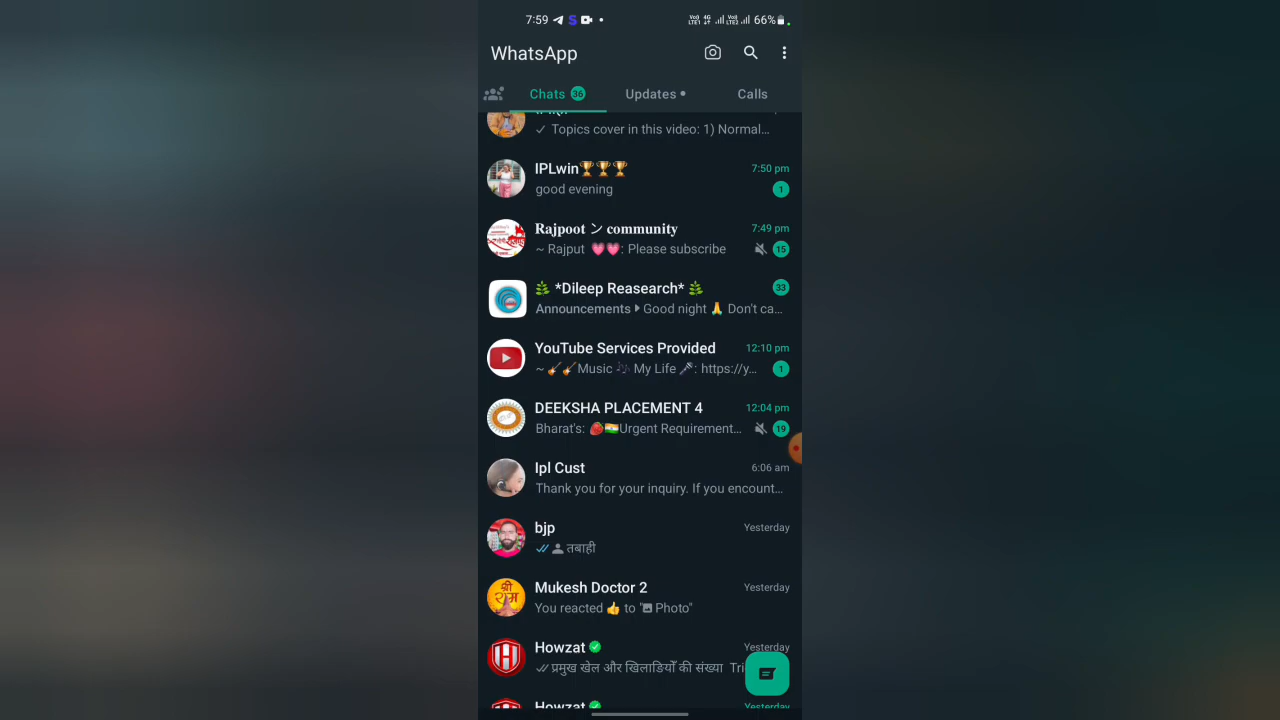 7:59
66%
WhatsApp
Chats 36
Updates
Calls
✓ Topics cover in this video: 1) Normal...
IPLwin🏆🏆🏆 7:50 pm
good evening 1
Rajpoot ン community 7:49 pm
~ Rajput 💗💗: Please subscribe 15
🌿 *Dileep Reasearch* 🌿 33
Announcements ▸ Good night 🙏 Don't ca...
YouTube Services Provided 12:10 pm
~ 🎸🎸Music 🎶 My Life 🎤: https://y... 1
DEEKSHA PLACEMENT 4 12:04 pm
Bharat's: 🇮🇳Urgent Requirement... 19
Ipl Cust 6:06 am
Thank you for your inquiry. If you encount...
bjp Yesterday
तबाही
Mukesh Doctor 2 Yesterday
You reacted 👍 to "Photo"
Howzat Yesterday
प्रमुख खेल और खिलाड़ियों की संख्या Tri
Howzat Yesterday